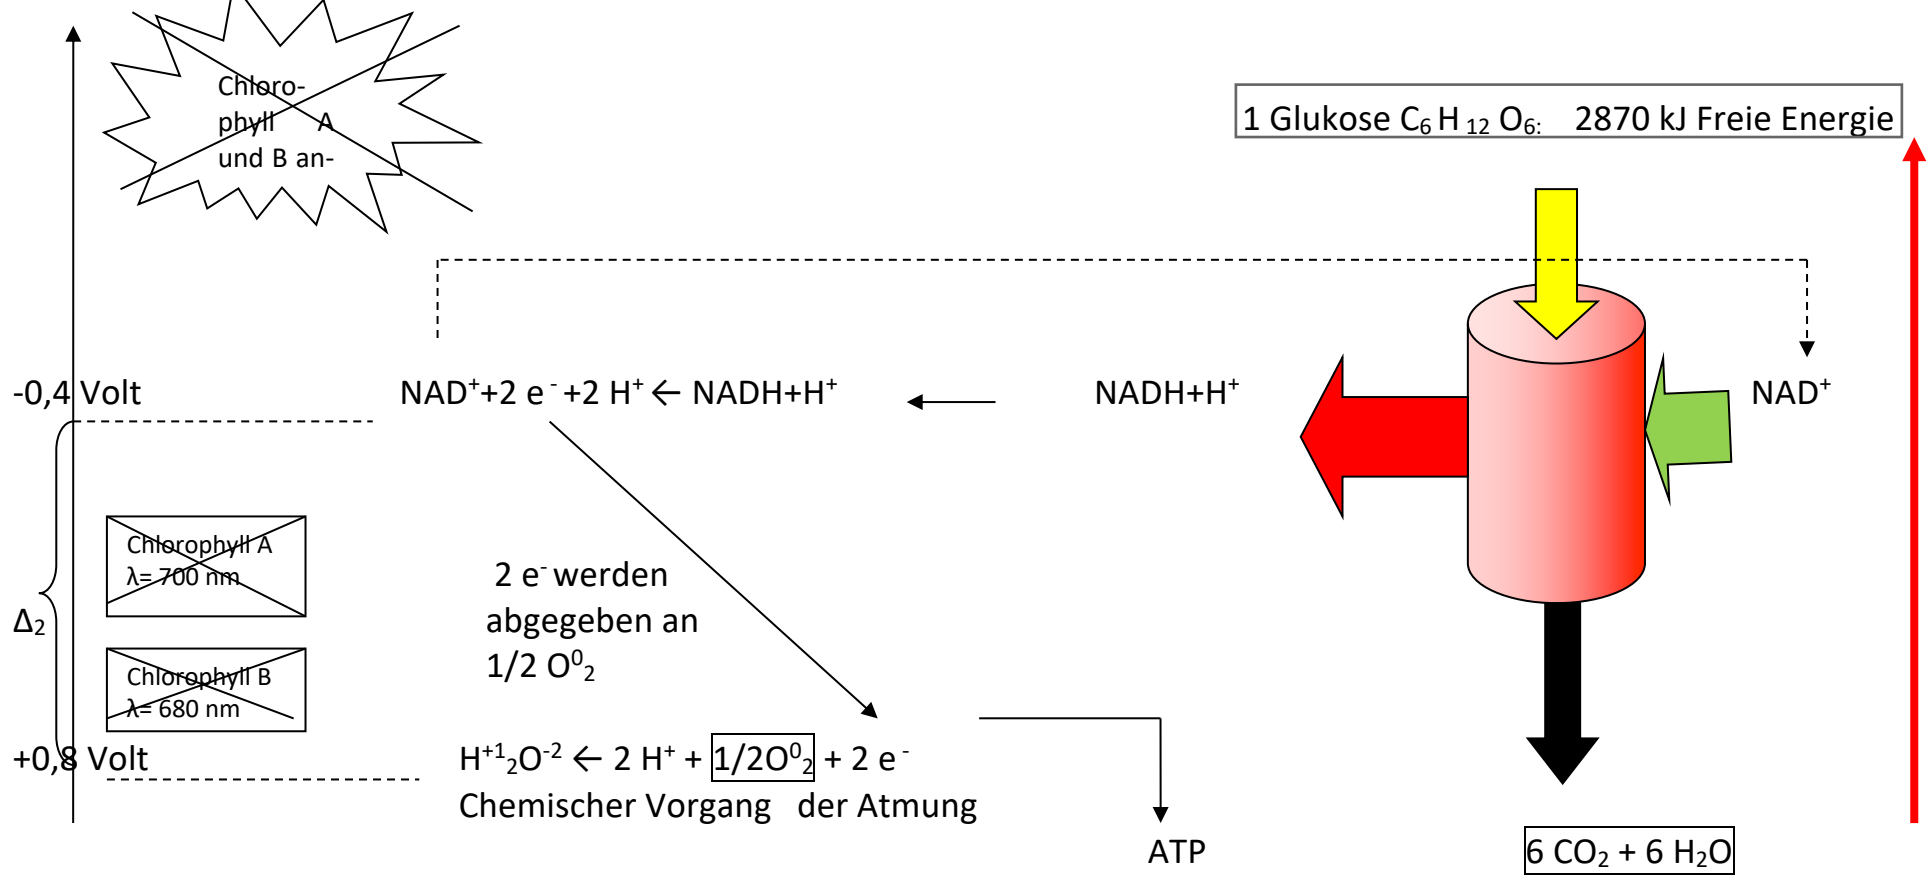 Chloro-
phyll A
und B an-
1 Glukose C₆ H ₁₂ O₆: 2870 kJ Freie Energie
-0,4 Volt
NAD⁺+2 e⁻ +2 H⁺ ← NADH+H⁺
NADH+H⁺
NAD⁺
Chlorophyll A
λ= 700 nm
Δ₂
Chlorophyll B
λ= 680 nm
2 e⁻ werden
abgegeben an
1/2 O⁰₂
+0,8 Volt
H⁺¹₂O⁻² ← 2 H⁺ + 1/2O⁰₂ + 2 e⁻
Chemischer Vorgang der Atmung
ATP
6 CO₂ + 6 H₂O